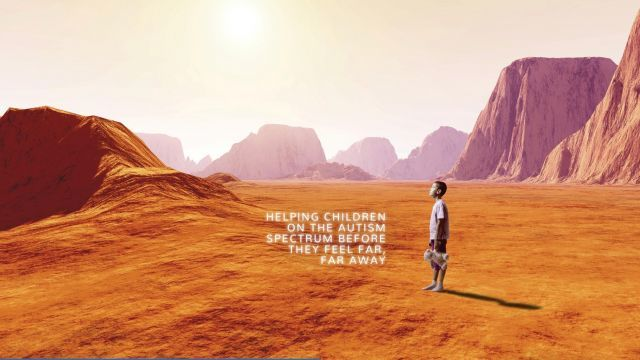 HELPING CHILDREN
ON THE AUTISM
SPECTRUM BEFORE
THEY FEEL FAR,
FAR AWAY